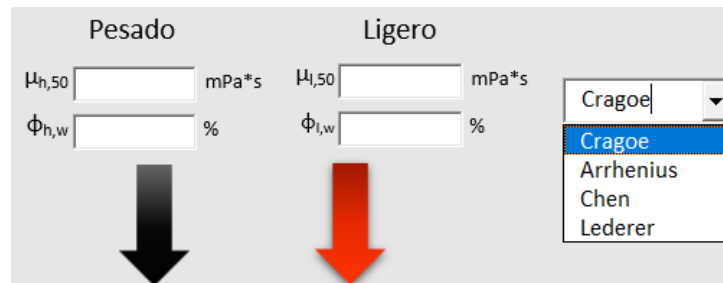 Pesado
Ligero
μh,50 mPa*s
μl,50 mPa*s
ϕh,w %
ϕl,w %
Cragoe
Cragoe
Arrhenius
Chen
Lederer